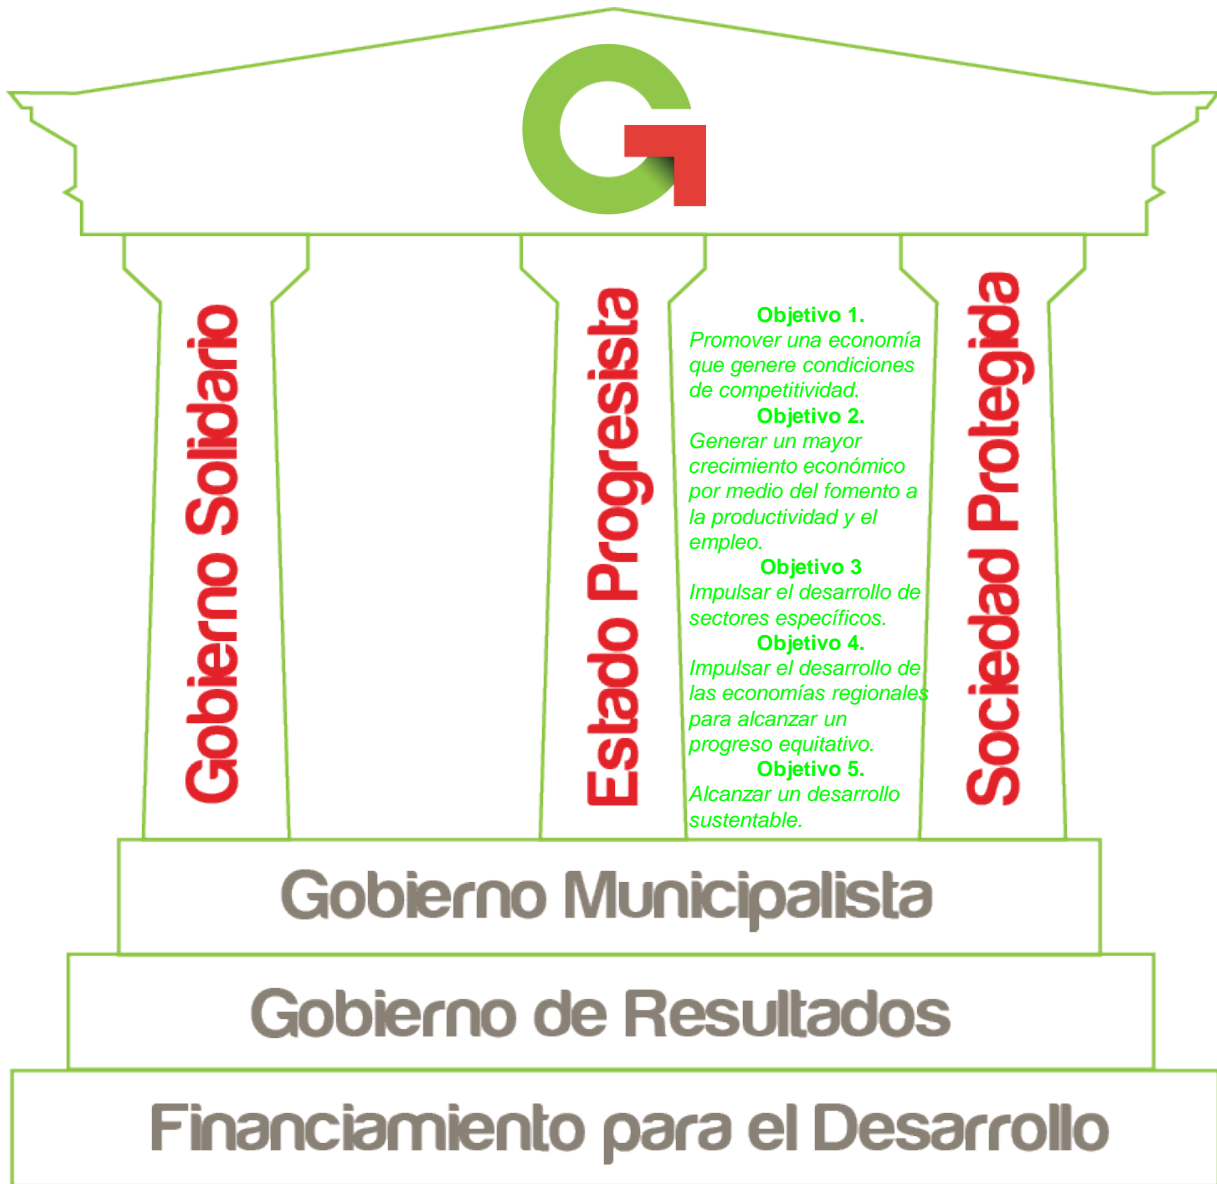 G
Gobierno Solidario
Estado Progresista
Objetivo 1.
Promover una economía
que genere condiciones
de competitividad.
Objetivo 2.
Generar un mayor
crecimiento económico
por medio del fomento a
la productividad y el
empleo.
Objetivo 3
Impulsar el desarrollo de
sectores específicos.
Objetivo 4.
Impulsar el desarrollo de
las economías regionales
para alcanzar un
progreso equitativo.
Objetivo 5.
Alcanzar un desarrollo
sustentable.
Sociedad Protegida
Gobierno Municipalista
Gobierno de Resultados
Financiamiento para el Desarrollo